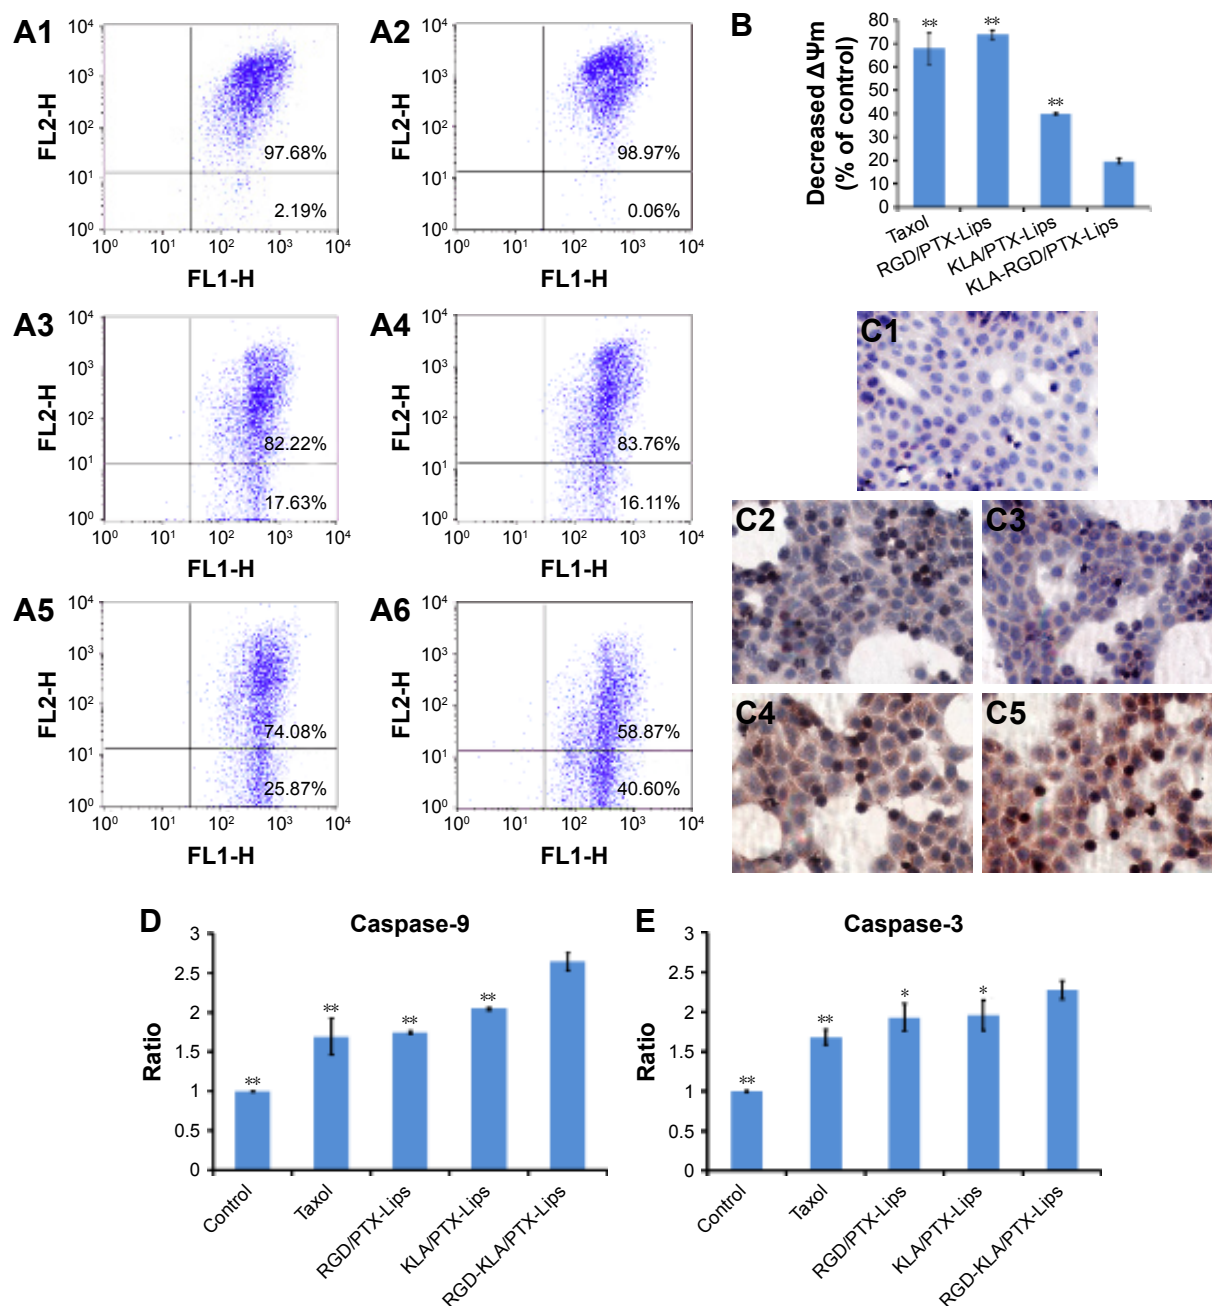 A1
FL2-H
10⁴
10³
10²
10¹
10⁰
97.68%
2.19%
10⁰ 10¹ 10² 10³ 10⁴
FL1-H
A2
FL2-H
10⁴
10³
10²
10¹
10⁰
98.97%
0.06%
10⁰ 10¹ 10² 10³ 10⁴
FL1-H
B
Decreased ΔΨm
(% of control)
80
70
60
50
40
30
20
10
0
**
**
**
Taxol
RGD/PTX-Lips
KLA/PTX-Lips
KLA-RGD/PTX-Lips
A3
FL2-H
10⁴
10³
10²
10¹
10⁰
82.22%
17.63%
10⁰ 10¹ 10² 10³ 10⁴
FL1-H
A4
FL2-H
10⁴
10³
10²
10¹
10⁰
83.76%
16.11%
10⁰ 10¹ 10² 10³ 10⁴
FL1-H
A5
FL2-H
10⁴
10³
10²
10¹
10⁰
74.08%
25.87%
10⁰ 10¹ 10² 10³ 10⁴
FL1-H
A6
FL2-H
10⁴
10³
10²
10¹
10⁰
58.87%
40.60%
10⁰ 10¹ 10² 10³ 10⁴
FL1-H
C1
C2
C3
C4
C5
D
Caspase-9
Ratio
3
2.5
2
1.5
1
0.5
0
**
**
**
**
Control
Taxol
RGD/PTX-Lips
KLA/PTX-Lips
RGD-KLA/PTX-Lips
E
Caspase-3
Ratio
3
2.5
2
1.5
1
0.5
0
**
**
*
*
Control
Taxol
RGD/PTX-Lips
KLA/PTX-Lips
RGD-KLA/PTX-Lips